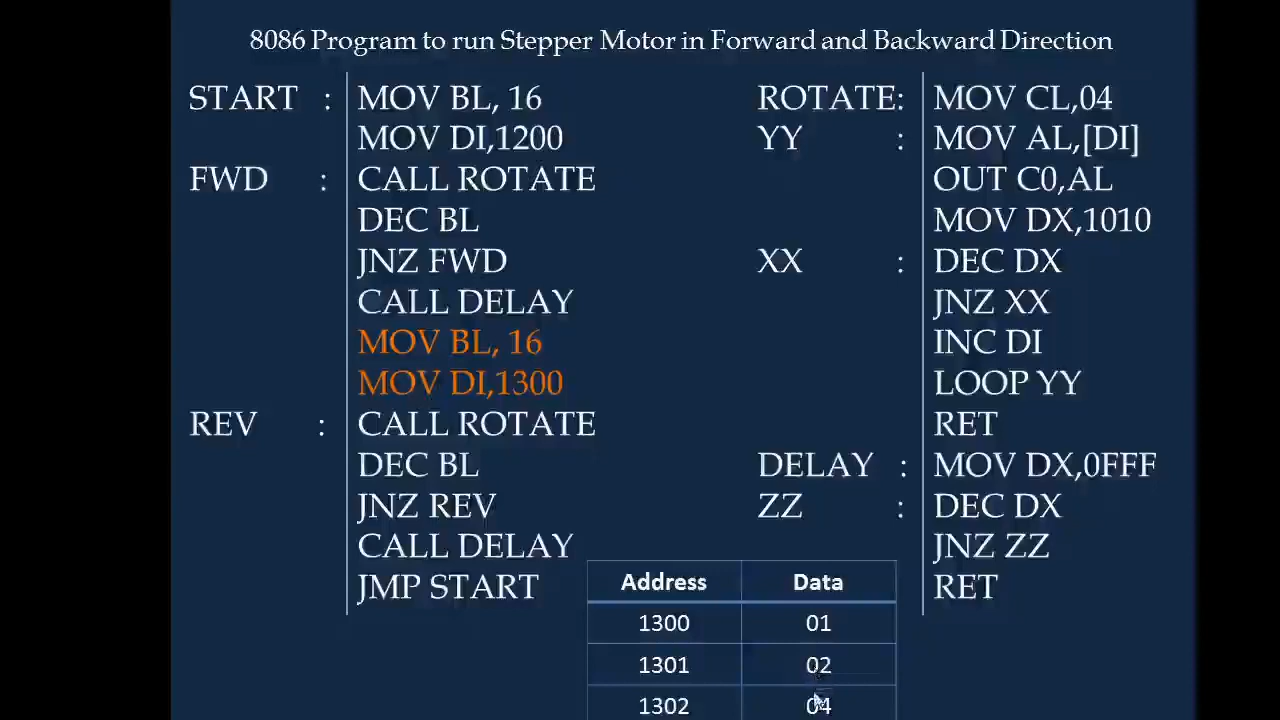 8086 Program to run Stepper Motor in Forward and Backward Direction
START : MOV BL, 16
MOV DI,1200
FWD : CALL ROTATE
DEC BL
JNZ FWD
CALL DELAY
MOV BL, 16
MOV DI,1300
REV : CALL ROTATE
DEC BL
JNZ REV
CALL DELAY
JMP START
ROTATE: MOV CL,04
YY : MOV AL,[DI]
OUT C0,AL
MOV DX,1010
XX : DEC DX
JNZ XX
INC DI
LOOP YY
RET
DELAY : MOV DX,0FFF
ZZ : DEC DX
JNZ ZZ
RET
Address Data
1300 01
1301 02
1302 04